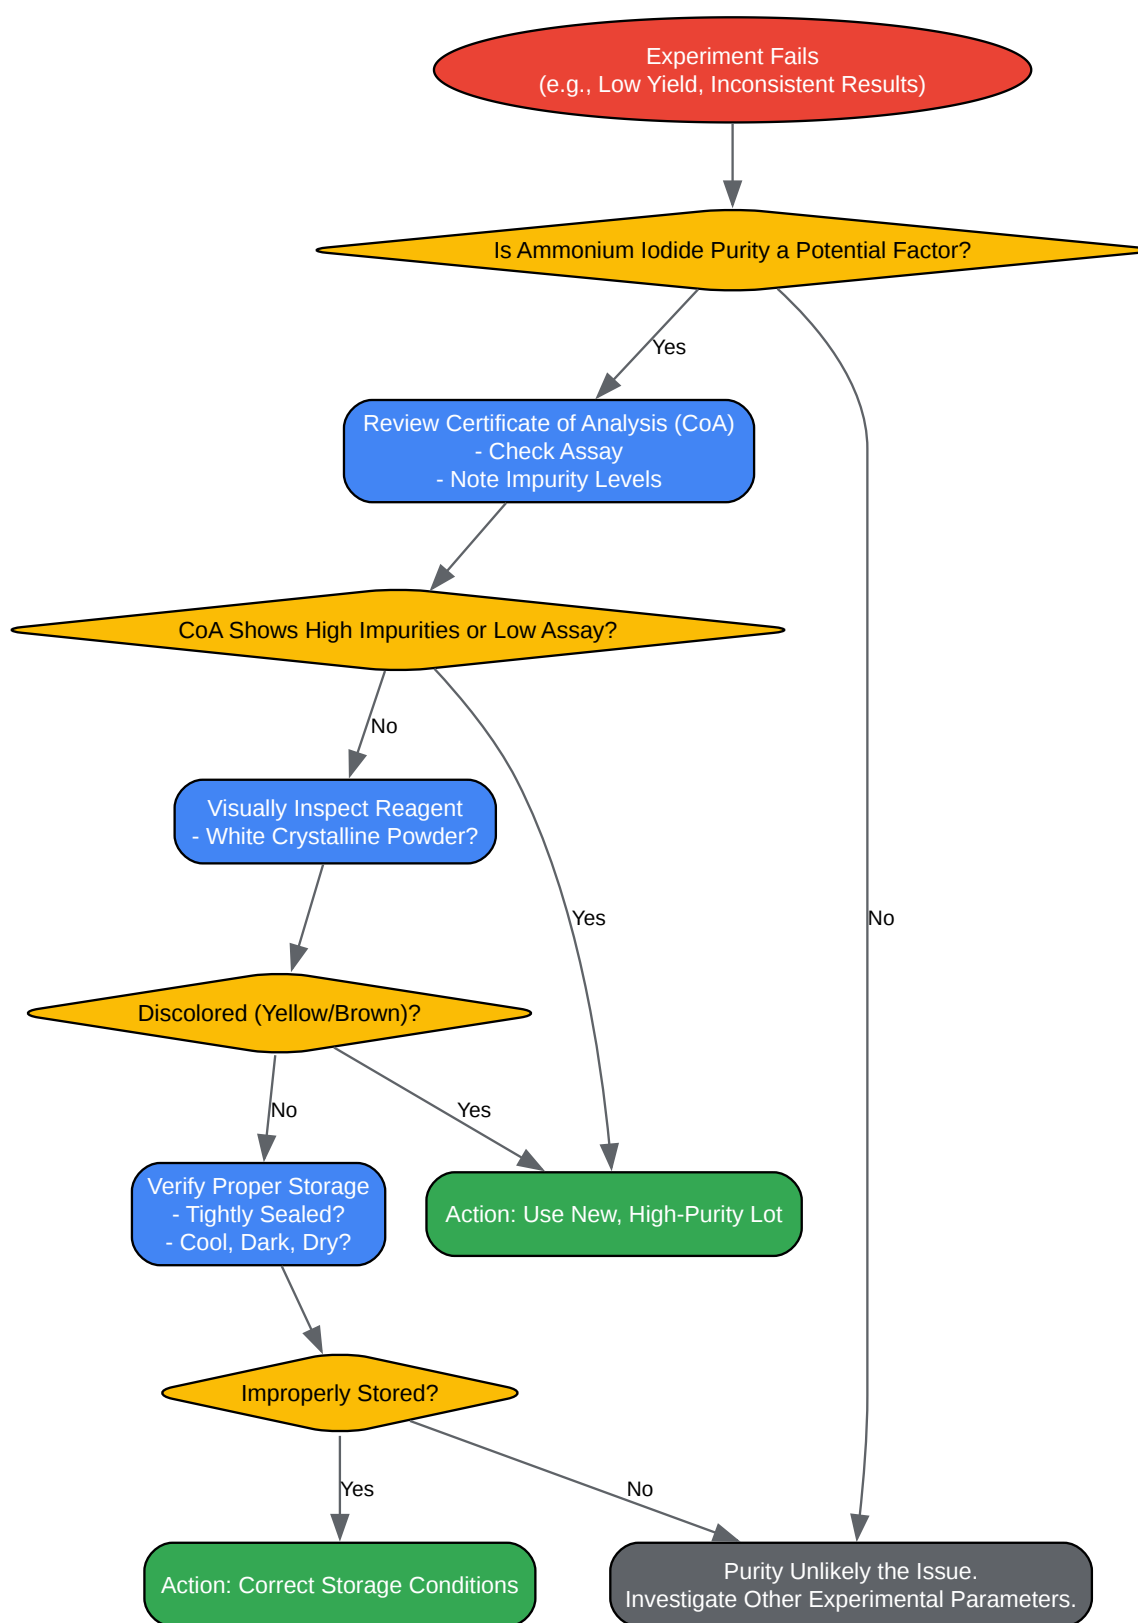 Experiment Fails
(e.g., Low Yield, Inconsistent Results)
Is Ammonium Iodide Purity a Potential Factor?
Yes
Review Certificate of Analysis (CoA)
- Check Assay
- Note Impurity Levels
CoA Shows High Impurities or Low Assay?
No
Visually Inspect Reagent
- White Crystalline Powder?
Yes
No
Discolored (Yellow/Brown)?
No
Yes
Verify Proper Storage
- Tightly Sealed?
- Cool, Dark, Dry?
Action: Use New, High-Purity Lot
Improperly Stored?
Yes
No
Action: Correct Storage Conditions
Purity Unlikely the Issue.
Investigate Other Experimental Parameters.